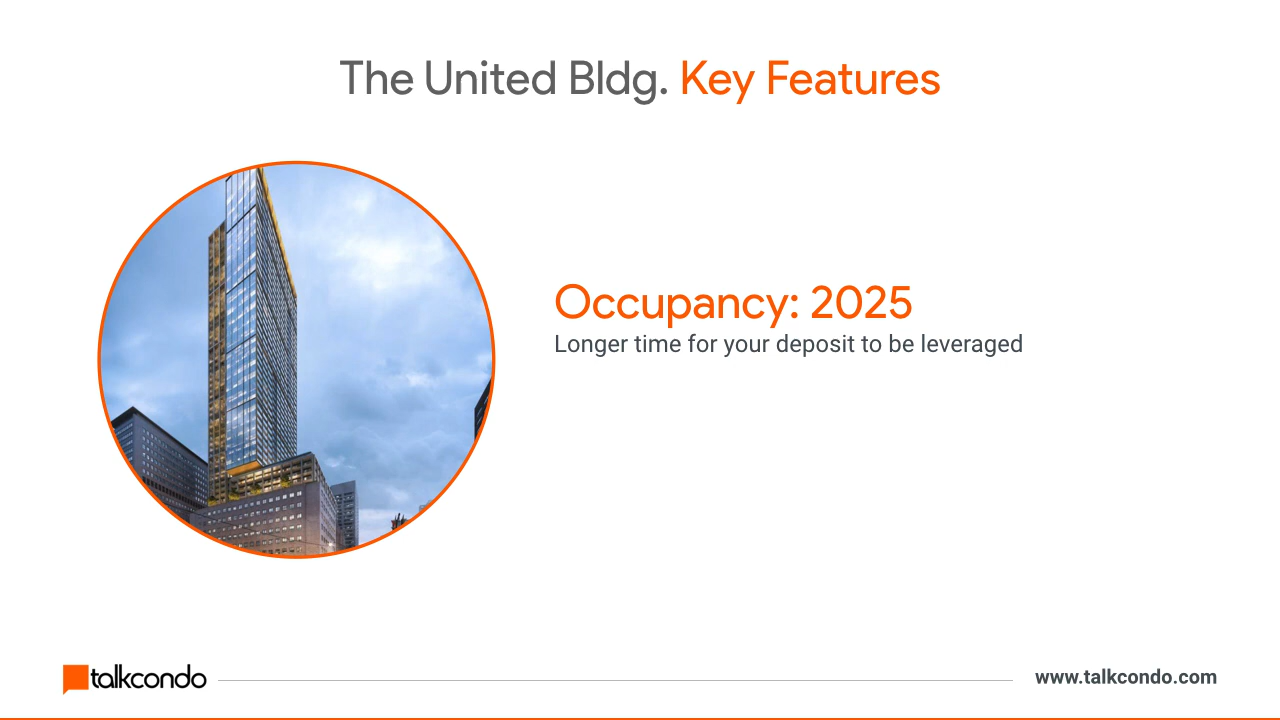 The United Bldg. Key Features
Occupancy: 2025
Longer time for your deposit to be leveraged
talkcondo
www.talkcondo.com